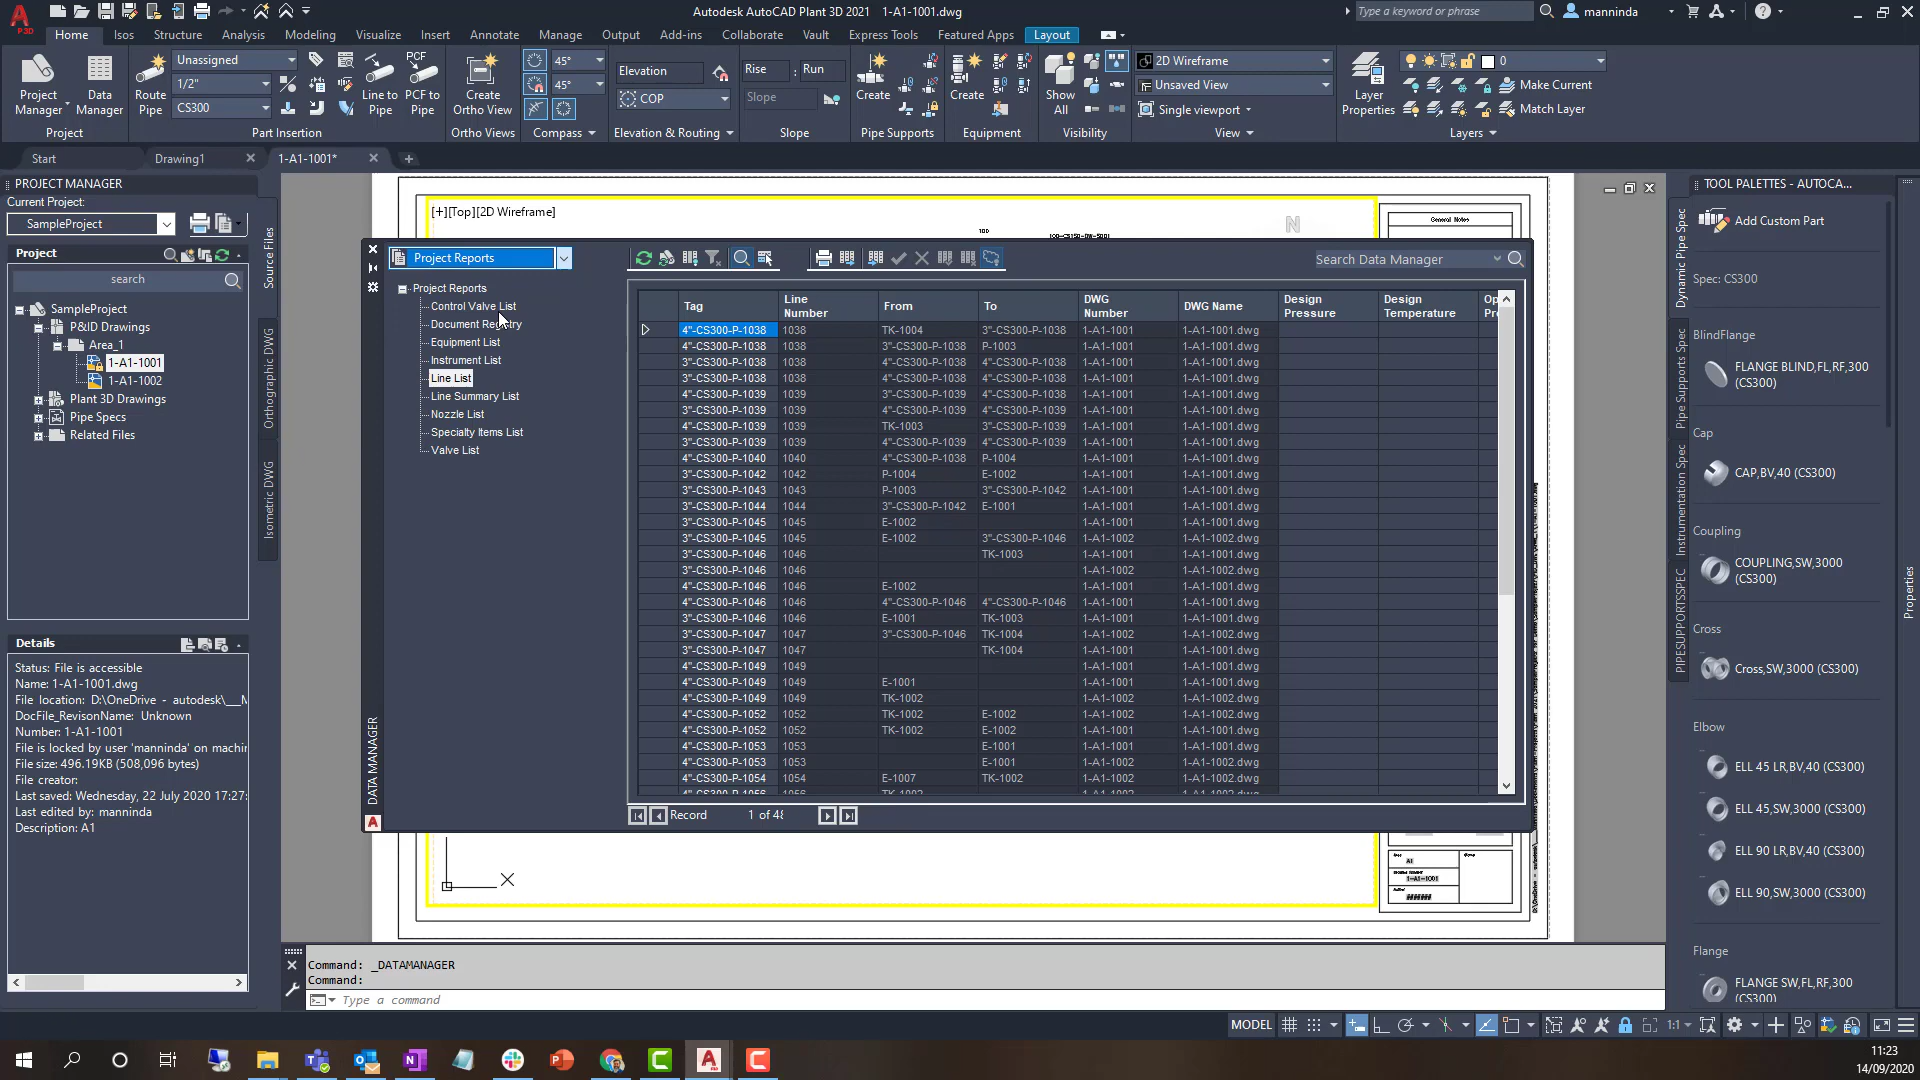 Autodesk AutoCAD Plant 3D 2021 1-A1-1001.dwg
Type a keyword or phrase
manninda
Home Isos Structure Analysis Modeling Visualize Insert Annotate Manage Output Add-ins Collaborate Vault Express Tools Featured Apps Layout
Project Manager
Data Manager
Route Pipe
Unassigned
1/2"
CS300
Line to Pipe
PCF to Pipe
Create Ortho View
45°
45°
Elevation
COP
Rise : Run
Slope
Create
Create
Show All
2D Wireframe
Unsaved View
Single viewport
Layer Properties
0
Make Current
Match Layer
Project Part Insertion Ortho Views Compass Elevation & Routing Slope Pipe Supports Equipment Visibility View Layers
Start Drawing1 1-A1-1001*
PROJECT MANAGER
Current Project:
SampleProject
Project
search
SampleProject
P&ID Drawings
Area_1
1-A1-1001
1-A1-1002
Plant 3D Drawings
Pipe Specs
Related Files
Source Files
Orthographic DWG
Isometric DWG
Details
Status: File is accessible
Name: 1-A1-1001.dwg
File location: D:\OneDrive - autodesk\__M
DocFile_RevisonName: Unknown
Number: 1-A1-1001
File is locked by user 'manninda' on machin
File size: 496.19KB (508,096 bytes)
File creator:
Last saved: Wednesday, 22 July 2020 17:27:
Last edited by: manninda
Description: A1
[+][Top][2D Wireframe]
N
General Notes
DATA MANAGER
Project Reports
Search Data Manager
Project Reports
Control Valve List
Document Registry
Equipment List
Instrument List
Line List
Line Summary List
Nozzle List
Specialty Items List
Valve List
Tag Line Number From To DWG Number DWG Name Design Pressure Design Temperature Op Pre
4"-CS300-P-1038 1038 TK-1004 3"-CS300-P-1038 1-A1-1001 1-A1-1001.dwg
4"-CS300-P-1038 1038 3"-CS300-P-1038 P-1003 1-A1-1001 1-A1-1001.dwg
3"-CS300-P-1038 1038 4"-CS300-P-1038 4"-CS300-P-1038 1-A1-1001 1-A1-1001.dwg
3"-CS300-P-1038 1038 4"-CS300-P-1038 4"-CS300-P-1038 1-A1-1001 1-A1-1001.dwg
4"-CS300-P-1039 1039 3"-CS300-P-1039 4"-CS300-P-1038 1-A1-1001 1-A1-1001.dwg
3"-CS300-P-1039 1039 4"-CS300-P-1039 4"-CS300-P-1039 1-A1-1001 1-A1-1001.dwg
4"-CS300-P-1039 1039 TK-1003 3"-CS300-P-1039 1-A1-1001 1-A1-1001.dwg
3"-CS300-P-1039 1039 4"-CS300-P-1039 4"-CS300-P-1039 1-A1-1001 1-A1-1001.dwg
4"-CS300-P-1040 1040 4"-CS300-P-1038 P-1004 1-A1-1001 1-A1-1001.dwg
3"-CS300-P-1042 1042 P-1004 E-1002 1-A1-1001 1-A1-1001.dwg
3"-CS300-P-1043 1043 P-1003 3"-CS300-P-1042 1-A1-1001 1-A1-1001.dwg
3"-CS300-P-1044 1044 3"-CS300-P-1042 E-1001 1-A1-1001 1-A1-1001.dwg
3"-CS300-P-1045 1045 E-1002 1-A1-1001 1-A1-1001.dwg
3"-CS300-P-1045 1045 E-1002 3"-CS300-P-1046 1-A1-1002 1-A1-1002.dwg
3"-CS300-P-1046 1046 TK-1003 1-A1-1001 1-A1-1001.dwg
3"-CS300-P-1046 1046 1-A1-1002 1-A1-1002.dwg
4"-CS300-P-1046 1046 E-1002 1-A1-1001 1-A1-1001.dwg
4"-CS300-P-1046 1046 4"-CS300-P-1046 4"-CS300-P-1046 1-A1-1001 1-A1-1001.dwg
3"-CS300-P-1046 1046 E-1001 TK-1003 1-A1-1002 1-A1-1002.dwg
3"-CS300-P-1047 1047 3"-CS300-P-1046 TK-1004 1-A1-1002 1-A1-1002.dwg
3"-CS300-P-1047 1047 TK-1004 1-A1-1001 1-A1-1001.dwg
4"-CS300-P-1049 1049 1-A1-1001 1-A1-1001.dwg
4"-CS300-P-1049 1049 E-1001 1-A1-1001 1-A1-1001.dwg
4"-CS300-P-1049 1049 TK-1002 1-A1-1002 1-A1-1002.dwg
4"-CS300-P-1052 1052 TK-1002 E-1002 1-A1-1002 1-A1-1002.dwg
4"-CS300-P-1052 1052 TK-1002 E-1002 1-A1-1001 1-A1-1001.dwg
4"-CS300-P-1053 1053 E-1001 1-A1-1001 1-A1-1001.dwg
4"-CS300-P-1053 1053 E-1001 1-A1-1002 1-A1-1002.dwg
4"-CS300-P-1054 1054 E-1007 TK-1002 1-A1-1002 1-A1-1002.dwg
Record 1 of 48
A1
1-A1-1001
Command: _DATAMANAGER
Command:
Type a command
MODEL
1:1
TOOL PALETTES - AUTOCA...
Dynamic Pipe Spec
Pipe Supports Spec
Instrumentation Spec
PIPESUPPORTSSPEC
Properties
Add Custom Part
Spec: CS300
BlindFlange
FLANGE BLIND,FL,RF,300 (CS300)
Cap
CAP,BV,40 (CS300)
Coupling
COUPLING,SW,3000 (CS300)
Cross
Cross,SW,3000 (CS300)
Elbow
ELL 45 LR,BV,40 (CS300)
ELL 45,SW,3000 (CS300)
ELL 90 LR,BV,40 (CS300)
ELL 90,SW,3000 (CS300)
Flange
FLANGE SW,FL,RF,300 (CS300)
11:23
14/09/2020